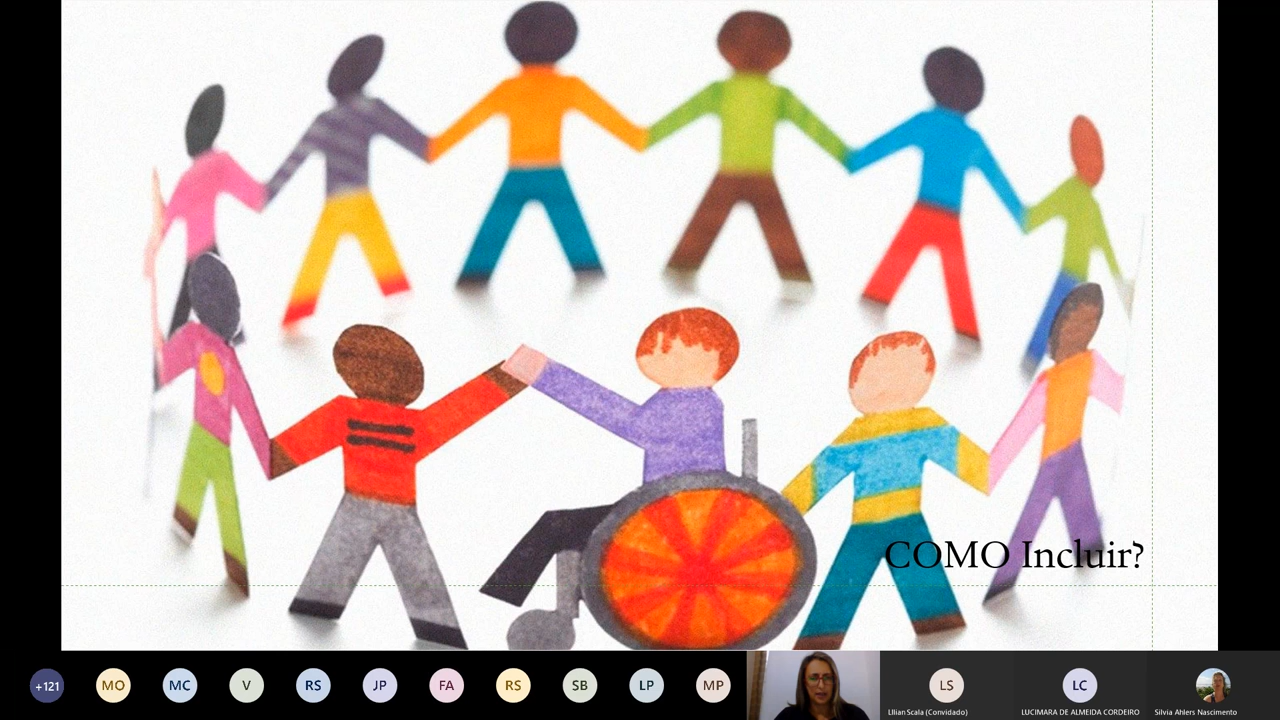 COMO Incluir?
+121
MO
MC
V
RS
JP
FA
RS
SB
LP
MP
LS
LC
LIlian Scala (Convidado)
LUCIMARA DE ALMEIDA CORDEIRO
Silvia Ahlers Nascimento